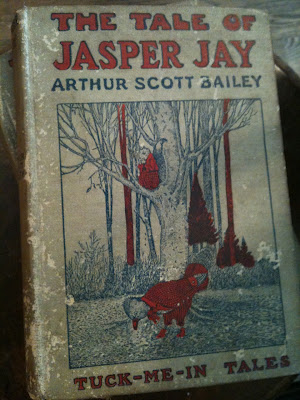 THE TALE OF
JASPER JAY
ARTHUR SCOTT BAILEY
TUCK-ME-IN TALES